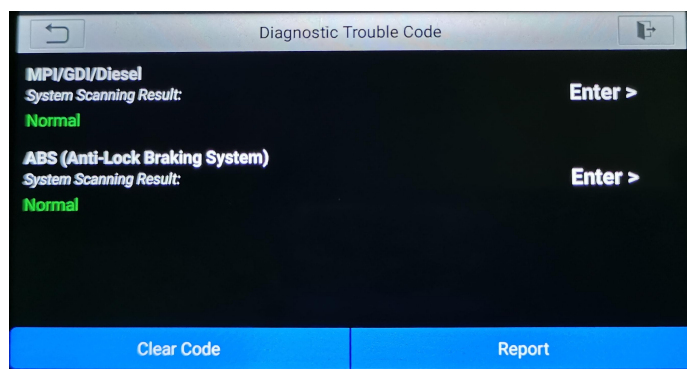 Diagnostic Trouble Code
MPI/GDI/Diesel
System Scanning Result:
Enter >
Normal
ABS (Anti-Lock Braking System)
System Scanning Result:
Enter >
Normal
Clear Code
Report